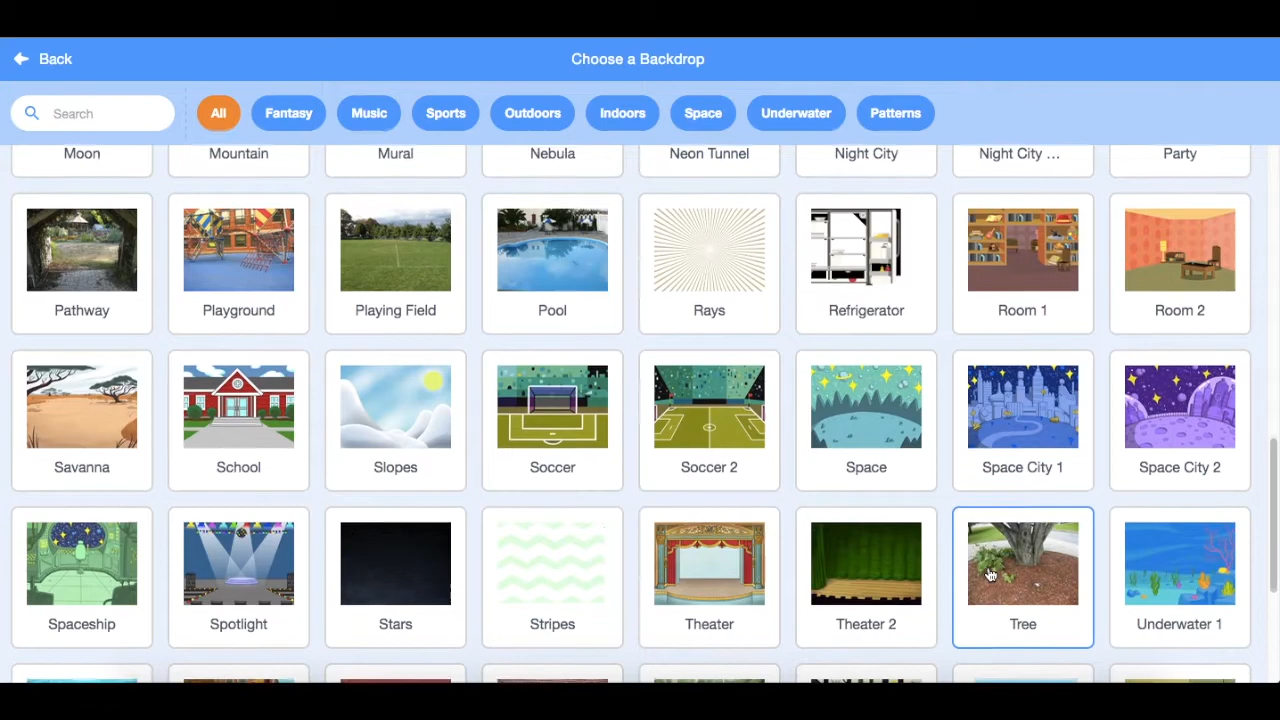 Back
Choose a Backdrop
Search
All Fantasy Music Sports Outdoors Indoors Space Underwater Patterns
Moon Mountain Mural Nebula Neon Tunnel Night City Night City ... Party
Pathway Playground Playing Field Pool Rays Refrigerator Room 1 Room 2
Savanna School Slopes Soccer Soccer 2 Space Space City 1 Space City 2
Spaceship Spotlight Stars Stripes Theater Theater 2 Tree Underwater 1